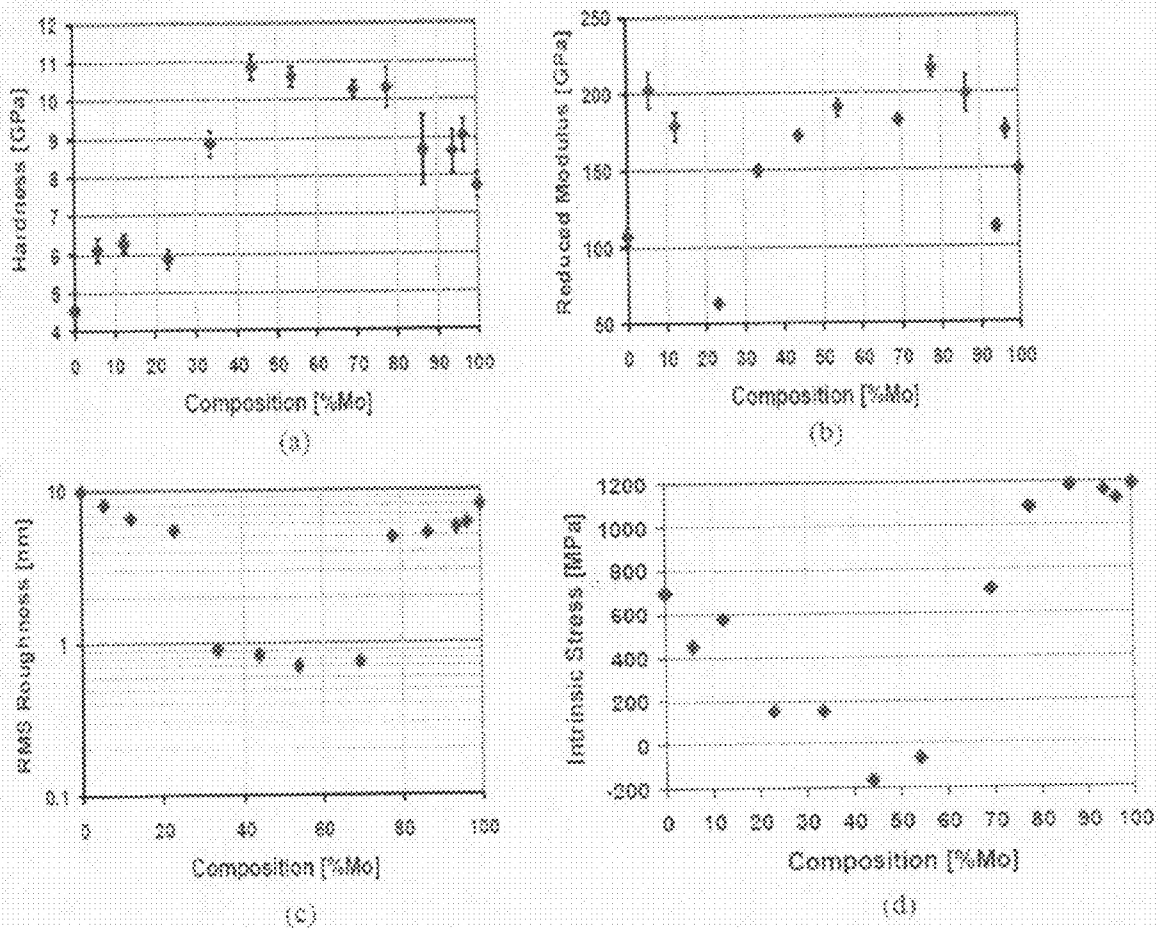 12
11
10
9
8
7
6
5
4
Hardness [GPa]
0 10 20 30 40 50 60 70 80 90 100
Composition [%Mo]
(a)
250
200
150
100
50
Reduced Modulus [GPa]
0 10 20 30 40 50 60 70 80 90 100
Composition [%Mo]
(b)
10
1
0.1
RMS Roughness [nm]
0 20 40 60 80 100
Composition [%Mo]
(c)
1200
1000
800
600
400
200
0
-200
Intrinsic Stress [MPa]
0 10 20 30 40 50 60 70 80 90 100
Composition [%Mo]
(d)